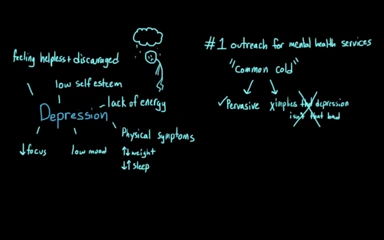 feeling helpless + discouraged
low self esteem
lack of energy
Depression
↓ focus
low mood
Physical symptoms
↑↓ weight
↓↑ sleep
#1 outreach for mental health services
"Common cold"
✓ Pervasive
X implies that depression
isn't that bad